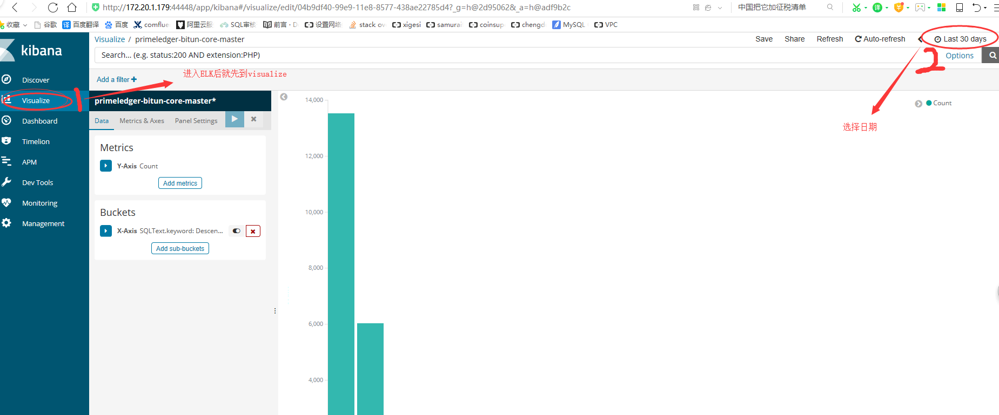 http://172.20.1.179:44448/app/kibana#/visualize/edit/04b9df40-99e9-11e8-8577-438ae22785d4?_g=h@2d95062&_a=h@adf9b2c
中国把它加征税清单
收藏 谷歌 译 百度翻译 百度 comflue 阿里云服 SQL审核 前言 · D 设置网络 stack ov xigesi samurai coinsup chengd MySQL VPC
kibana
Visualize / primeledger-bitun-core-master
Save Share Refresh Auto-refresh Last 30 days
Search... (e.g. status:200 AND extension:PHP)
Options
2
进入ELK后就先到visualize
Add a filter
Discover
Visualize
1
Dashboard
Timelion
APM
Dev Tools
Monitoring
Management
primeledger-bitun-core-master*
Data Metrics & Axes Panel Settings
Metrics
Y-Axis Count
Add metrics
Buckets
X-Axis SQLText.keyword: Descen...
Add sub-buckets
14,000
12,000
10,000
8,000
6,000
4,000
Count
选择日期